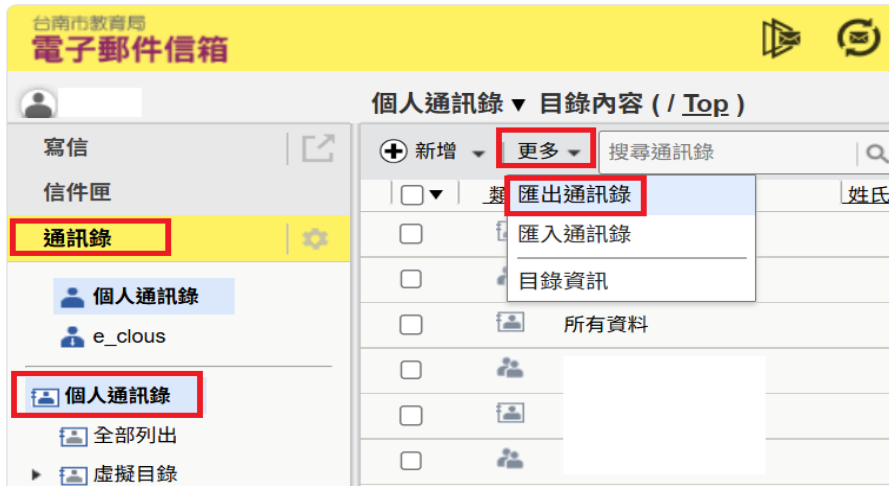 台南市教育局
電子郵件信箱
個人通訊錄 ▼ 目錄內容 ( / Top )
寫信
新增 更多 搜尋通訊錄
信件匣
類 匯出通訊錄 姓氏
通訊錄
匯入通訊錄
目錄資訊
個人通訊錄
e_clous
所有資料
個人通訊錄
全部列出
虛擬目錄